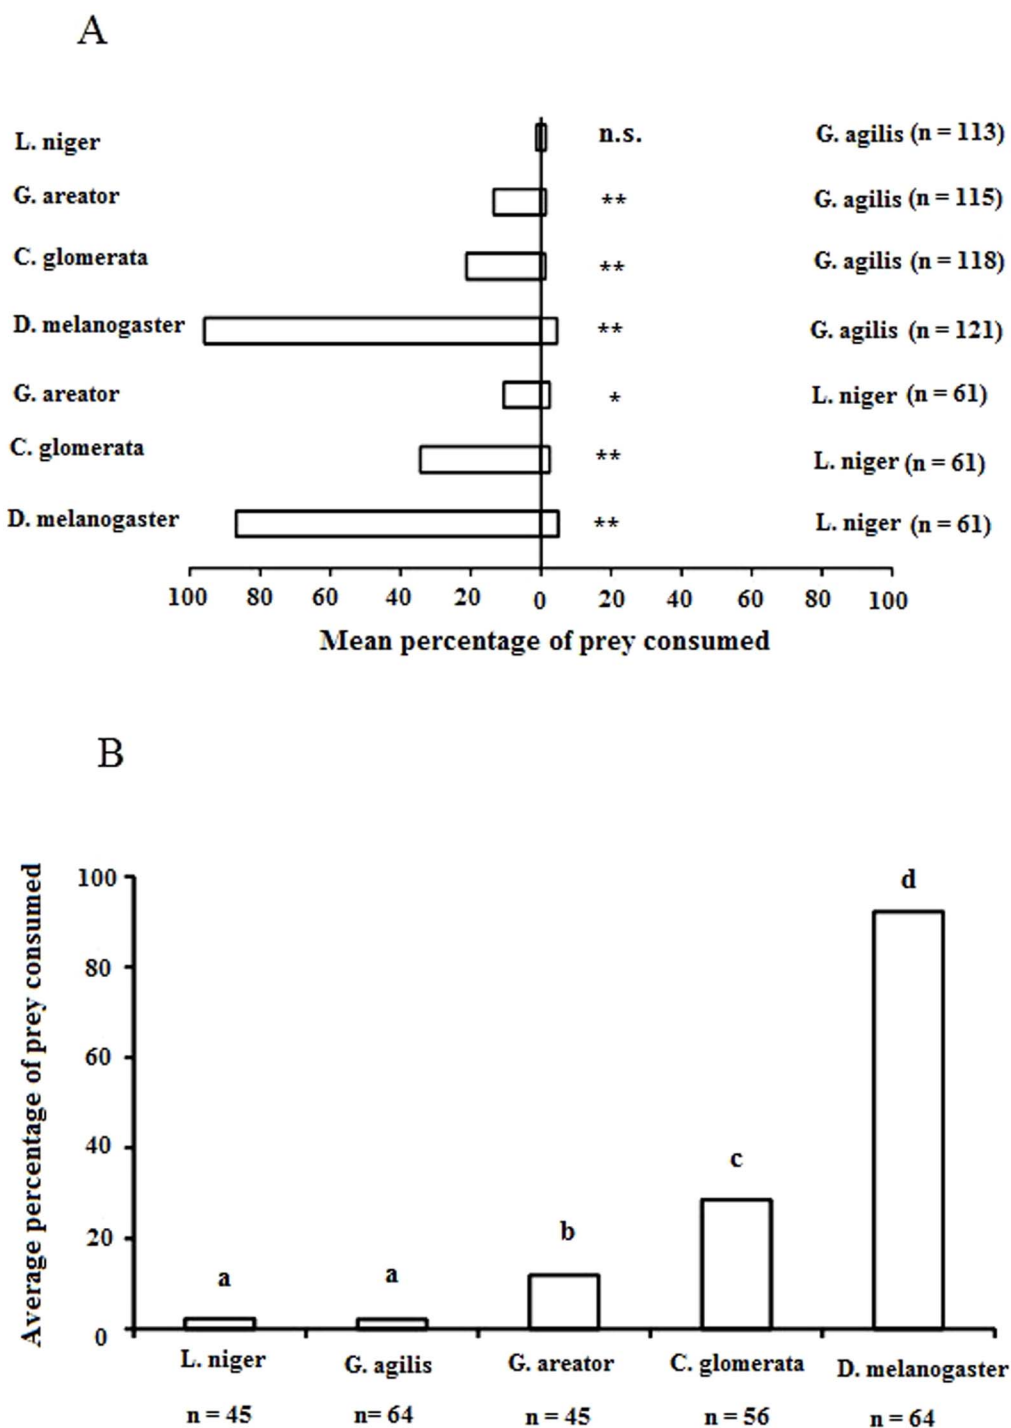 A
L. niger n.s. G. agilis (n = 113)
G. areator ** G. agilis (n = 115)
C. glomerata ** G. agilis (n = 118)
D. melanogaster ** G. agilis (n = 121)
G. areator * L. niger (n = 61)
C. glomerata ** L. niger (n = 61)
D. melanogaster ** L. niger (n = 61)
100 80 60 40 20 0 20 40 60 80 100
Mean percentage of prey consumed
B
Average percentage of prey consumed
100
80
60
40
20
0
a a b c d
L. niger G. agilis G. areator C. glomerata D. melanogaster
n = 45 n= 64 n = 45 n = 56 n = 64